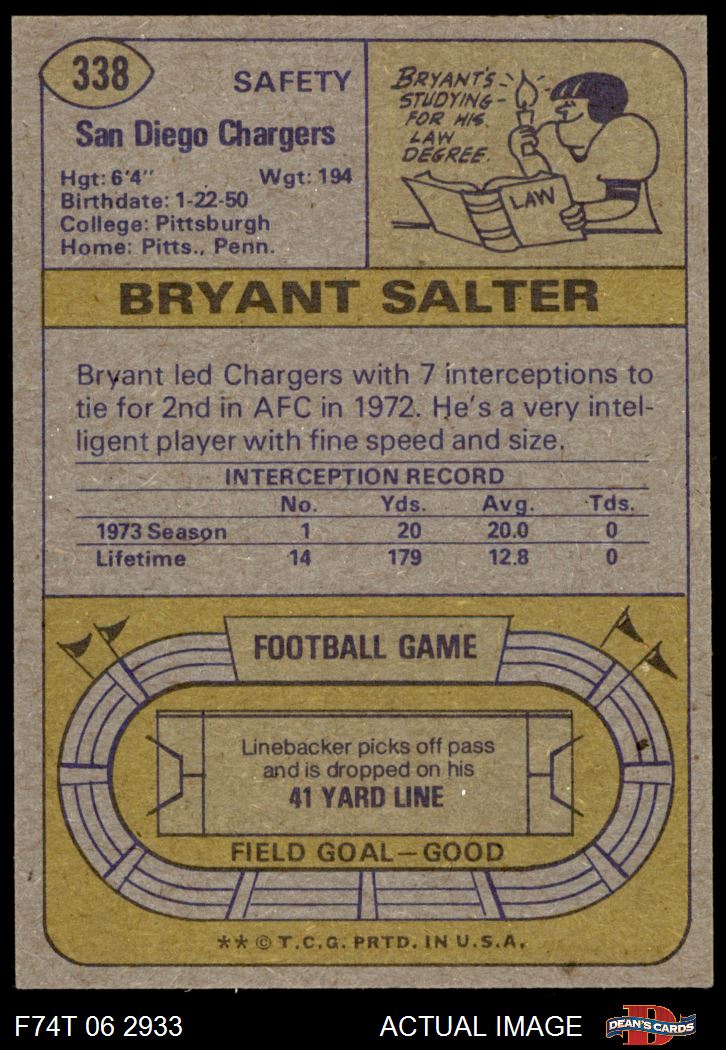 338
SAFETY
San Diego Chargers
Hgt: 6'4" Wgt: 194
Birthdate: 1-22-50
College: Pittsburgh
Home: Pitts., Penn.
BRYANT'S
STUDYING
FOR HIS
LAW
DEGREE.
LAW
BRYANT SALTER
Bryant led Chargers with 7 interceptions to
tie for 2nd in AFC in 1972. He's a very intel-
ligent player with fine speed and size.
INTERCEPTION RECORD
No. Yds. Avg. Tds.
1973 Season 1 20 20.0 0
Lifetime 14 179 12.8 0
FOOTBALL GAME
Linebacker picks off pass
and is dropped on his
41 YARD LINE
FIELD GOAL—GOOD
** © T.C.G. PRTD. IN U.S.A.
F74T 06 2933 ACTUAL IMAGE
D
DEAN'S CARDS